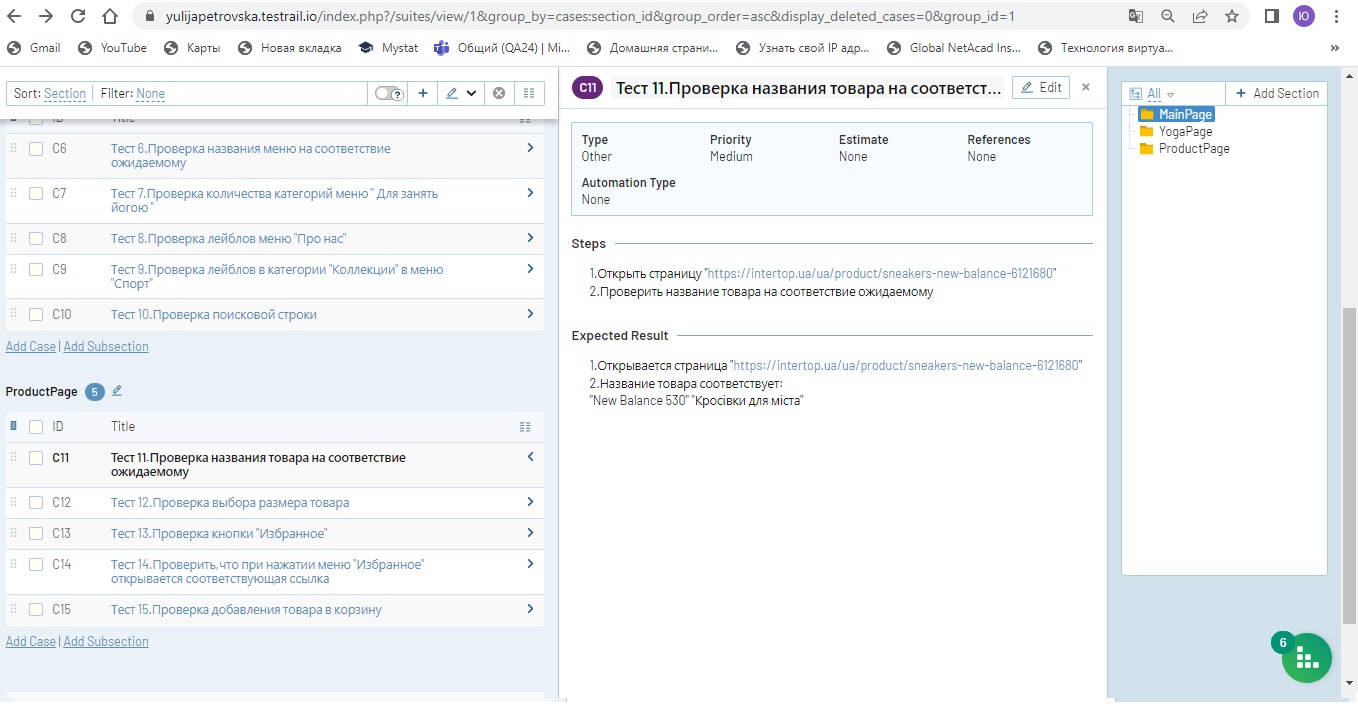 yulijapetrovska.testrail.io/index.php?/suites/view/1&group_by=cases:section_id&group_order=asc&display_deleted_cases=0&group_id=1
Ю
Gmail
YouTube
Карты
Новая вкладка
Mystat
Общий (QA24) | Mi...
Домашняя страни...
Узнать свой IP адр...
Global NetAcad Ins...
Технология виртуа...
»
Sort: Section
Filter: None
?
ID
Title
C6
Тест 6.Проверка названия меню на соответствие
ожидаемому
C7
Тест 7.Проверка количества категорий меню " Для занять
йогою "
C8
Тест 8.Проверка лейблов меню "Про нас"
C9
Тест 9.Проверка лейблов в категории "Коллекции" в меню
"Спорт"
C10
Тест 10.Проверка поисковой строки
Add Case | Add Subsection
ProductPage 5
ID
Title
C11
Тест 11.Проверка названия товара на соответствие
ожидаемому
C12
Тест 12.Проверка выбора размера товара
C13
Тест 13.Проверка кнопки "Избранное"
C14
Тест 14.Проверить,что при нажатии меню "Избранное"
открывается соответствующая ссылка
C15
Тест 15.Проверка добавления товара в корзину
Add Case | Add Subsection
C11
Тест 11.Проверка названия товара на соответст...
Edit
Type
Other
Priority
Medium
Estimate
None
References
None
Automation Type
None
Steps
1.Открыть страницу "https://intertop.ua/ua/product/sneakers-new-balance-6121680"
2.Проверить название товара на соответствие ожидаемому
Expected Result
1.Открывается страница "https://intertop.ua/ua/product/sneakers-new-balance-6121680"
2.Название товара соответствует:
"New Balance 530" "Кросівки для міста"
All
+ Add Section
MainPage
YogaPage
ProductPage
6